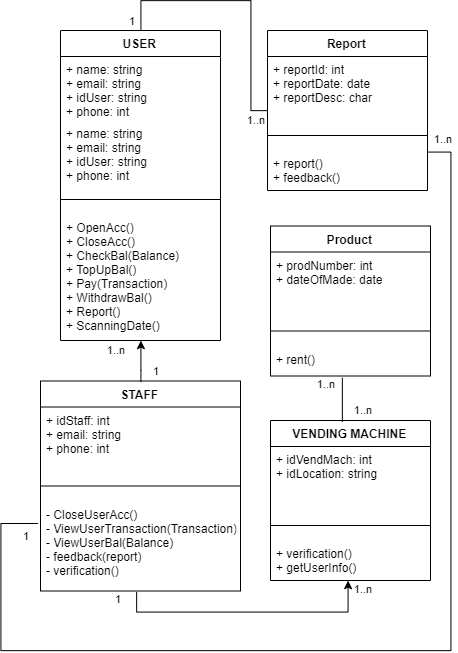 1
USER
+ name: string
+ email: string
+ idUser: string
+ phone: int
+ name: string
+ email: string
+ idUser: string
+ phone: int
+ OpenAcc()
+ CloseAcc()
+ CheckBal(Balance)
+ TopUpBal()
+ Pay(Transaction)
+ WithdrawBal()
+ Report()
+ ScanningDate()
1..n
Report
+ reportId: int
+ reportDate: date
+ reportDesc: char
+ report()
+ feedback()
1..n
1..n
Product
+ prodNumber: int
+ dateOfMade: date
+ rent()
1..n
1..n
1
STAFF
+ idStaff: int
+ email: string
+ phone: int
- CloseUserAcc()
- ViewUserTransaction(Transaction)
- ViewUserBal(Balance)
- feedback(report)
- verification()
1
1
VENDING MACHINE
+ idVendMach: int
+ idLocation: string
+ verification()
+ getUserInfo()
1..n